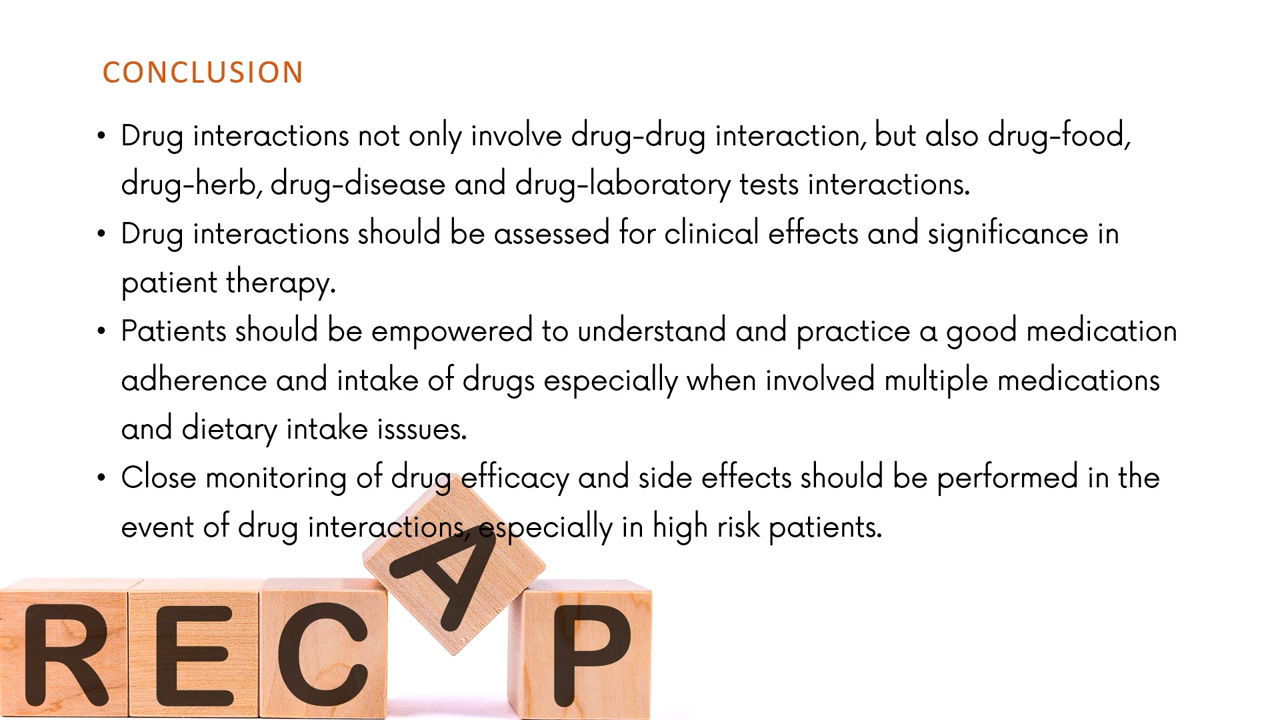 CONCLUSION
• Drug interactions not only involve drug-drug interaction, but also drug-food,
drug-herb, drug-disease and drug-laboratory tests interactions.
• Drug interactions should be assessed for clinical effects and significance in
patient therapy.
• Patients should be empowered to understand and practice a good medication
adherence and intake of drugs especially when involved multiple medications
and dietary intake isssues.
• Close monitoring of drug efficacy and side effects should be performed in the
event of drug interactions, especially in high risk patients.
RECAP